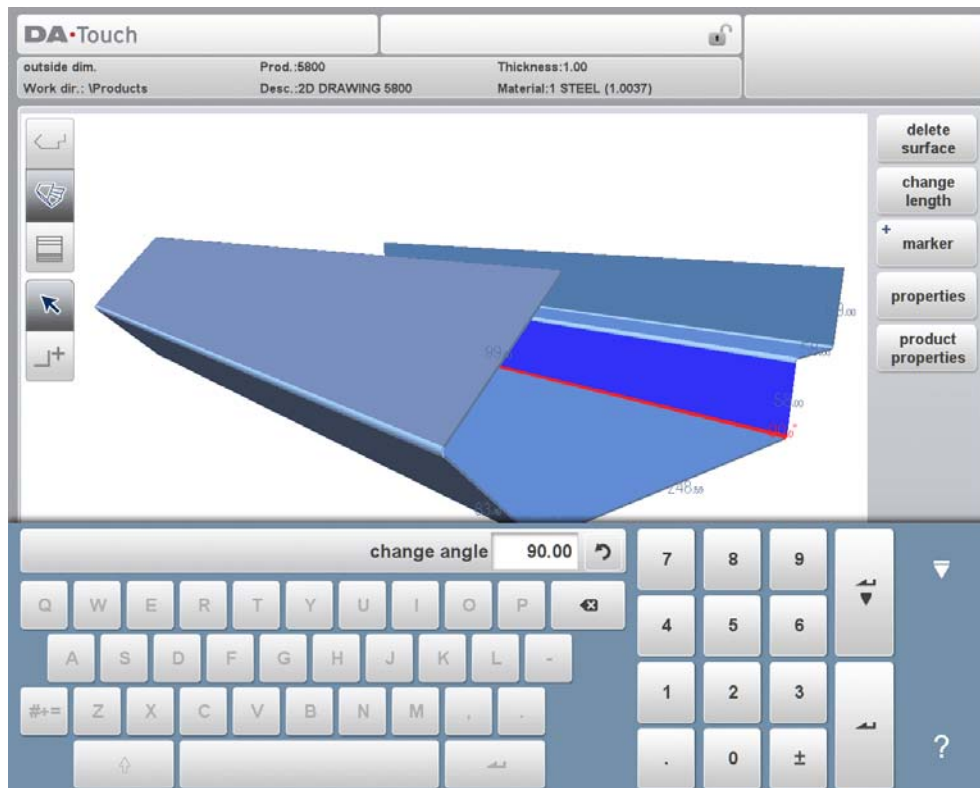 DA•Touch
outside dim. Prod.:5800 Thickness:1.00
Work dir.: \Products Desc.:2D DRAWING 5800 Material:1 STEEL (1.0037)
delete
surface
change
length
+ marker
properties
product
properties
248.59
change angle 90.00
Q W E R T Y U I O P
A S D F G H J K L -
#+= Z X C V B N M , .
7 8 9
4 5 6
1 2 3
. 0 ±
?